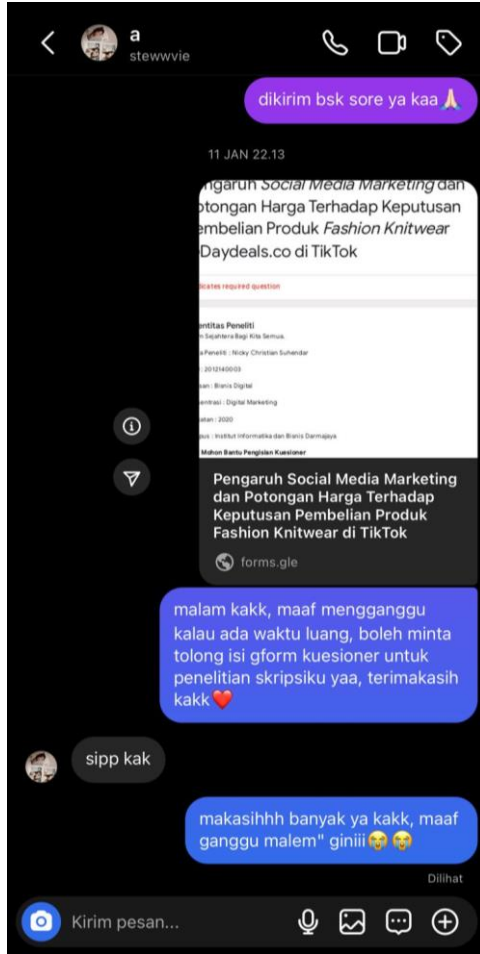 a
stewwvie
dikirim bsk sore ya kaa🙏🏻
11 JAN 22.13
ngaruh Social Media Marketing dan
otongan Harga Terhadap Keputusan
embelian Produk Fashion Knitwear
Daydeals.co di TikTok
licates required question
entitas Peneliti
m Sejahtera Bagi Kita Semua.
a Peneliti : Nicky Christian Suhendar
: 2012140003
san : Bisnis Digital
sentrasi : Digital Marketing
katan : 2020
pus : Institut Informatika dan Bisnis Darmajaya
Mohon Bantu Pengisian Kuesioner
Pengaruh Social Media Marketing
dan Potongan Harga Terhadap
Keputusan Pembelian Produk
Fashion Knitwear di TikTok
forms.gle
malam kakk, maaf mengganggu
kalau ada waktu luang, boleh minta
tolong isi gform kuesioner untuk
penelitian skripsiku yaa, terimakasih
kakk❤️
sipp kak
makasihhh banyak ya kakk, maaf
ganggu malem" giniii😭😭
Dilihat
Kirim pesan...